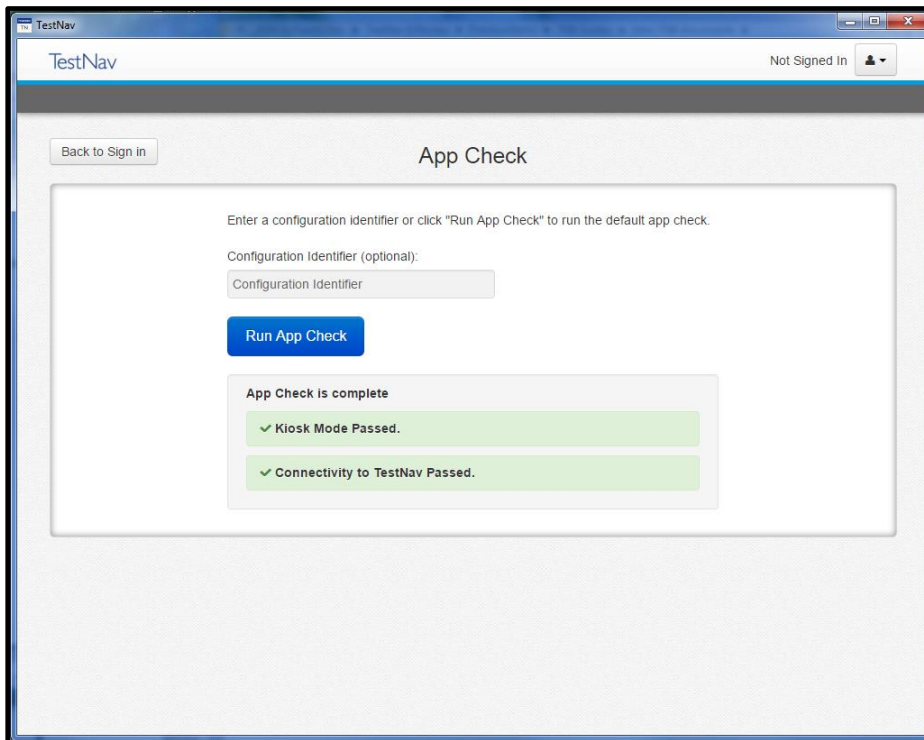 TestNav
TestNav
Not Signed In
Back to Sign in
App Check
Enter a configuration identifier or click "Run App Check" to run the default app check.
Configuration Identifier (optional):
Configuration Identifier
Run App Check
App Check is complete
Kiosk Mode Passed.
Connectivity to TestNav Passed.